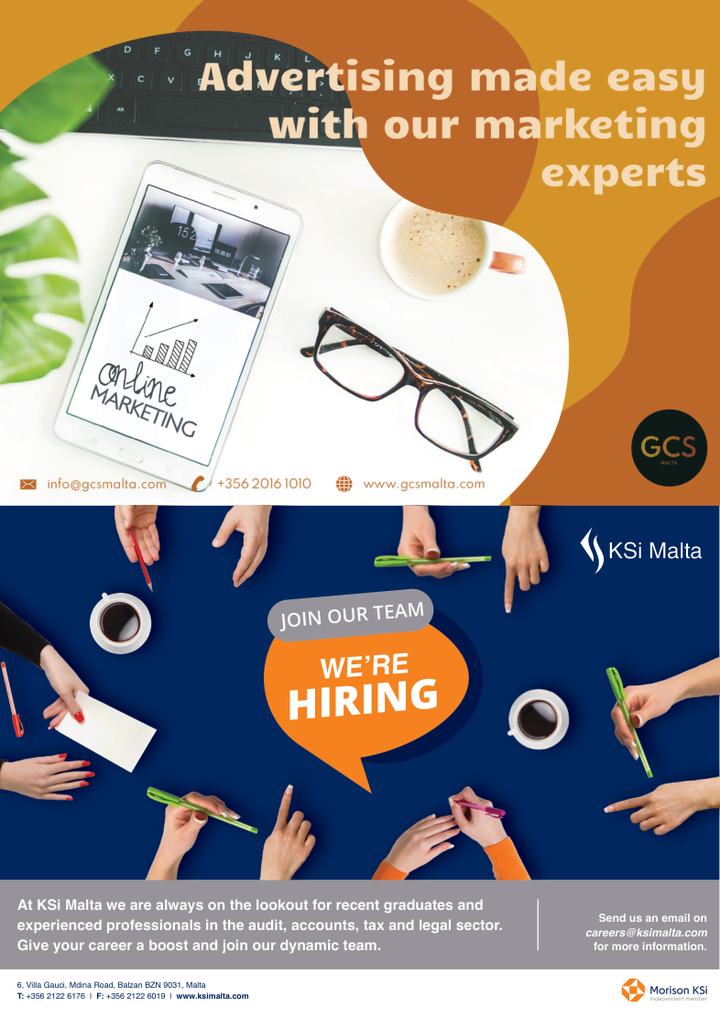 Advertising made easy
with our marketing
experts
Online
MARKETING
GCS
MALTA
info@gcsmalta.com +356 2016 1010 www.gcsmalta.com
KSi Malta
JOIN OUR TEAM
WE'RE
HIRING
At KSi Malta we are always on the lookout for recent graduates and
experienced professionals in the audit, accounts, tax and legal sector.
Give your career a boost and join our dynamic team.
Send us an email on
careers@ksimalta.com
for more information.
6, Villa Gauci, Mdina Road, Balzan BZN 9031, Malta
T: +356 2122 6176 I F: +356 2122 6019 I www.ksimalta.com
Morison KSi
Independent member